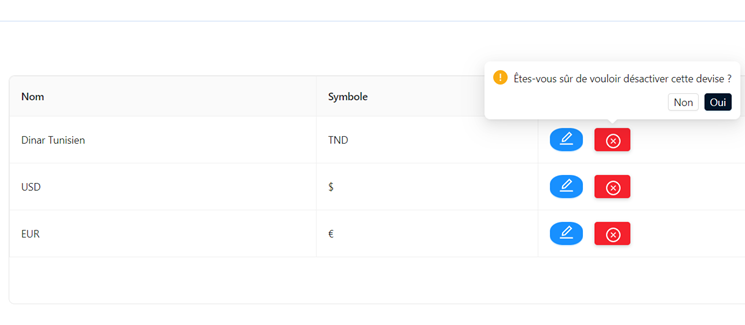 Êtes-vous sûr de vouloir désactiver cette devise ?
Non Oui
Nom Symbole
Dinar Tunisien TND
USD $
EUR €